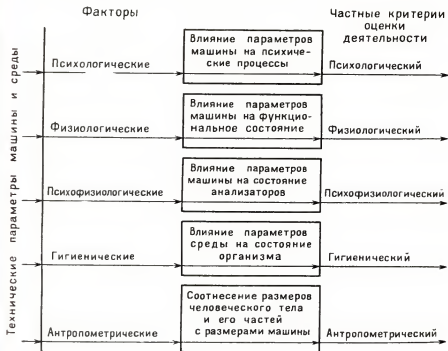 Факторы
Частные критерии
оценки
деятельности
Технические параметры машины и среды
Психологические
Влияние параметров
машины на психиче-
ские процессы
Психологический
Физиологические
Влияние параметров
машины на функцио-
нальное состояние
Физиологический
Психофизиологические
Влияние параметров
машины на состояние
анализаторов
Психофизиологический
Гигиенические
Влияние параметров
среды на состояние
организма
Гигиенический
Антропометрические
Соотнесение размеров
человеческого тела
и его частей
с размерами машины
Антропометрический